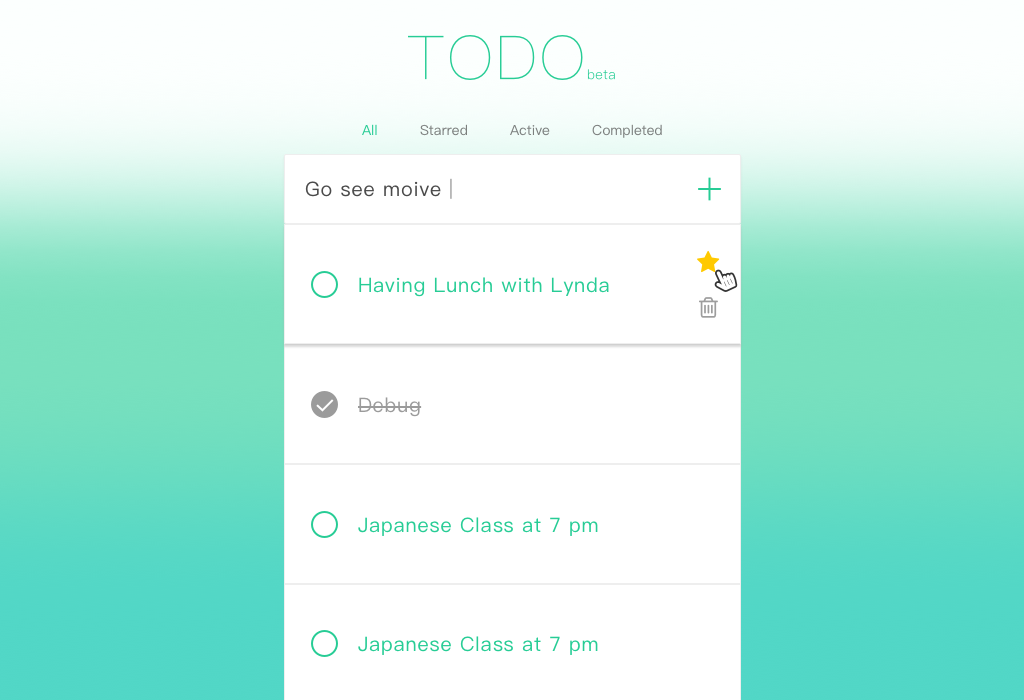 TODO beta
All Starred Active Completed
Go see moive
Having Lunch with Lynda
Debug
Japanese Class at 7 pm
Japanese Class at 7 pm